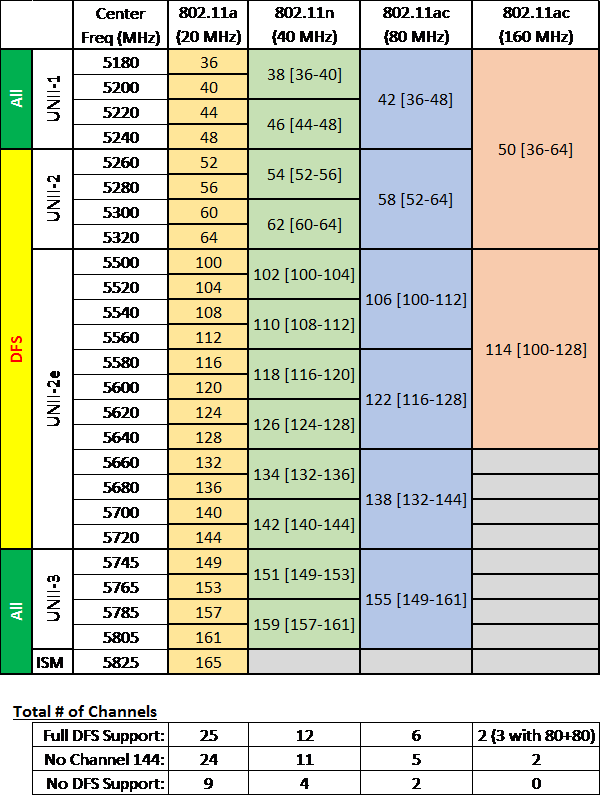 Center 802.11a 802.11n 802.11ac 802.11ac
Freq (MHz) (20 MHz) (40 MHz) (80 MHz) (160 MHz)
All UNII-1
5180 36 38 [36-40] 42 [36-48] 50 [36-64]
5200 40
5220 44 46 [44-48]
5240 48
DFS UNII-2
5260 52 54 [52-56] 58 [52-64]
5280 56
5300 60 62 [60-64]
5320 64
UNII-2e
5500 100 102 [100-104] 106 [100-112] 114 [100-128]
5520 104
5540 108 110 [108-112]
5560 112
5580 116 118 [116-120] 122 [116-128]
5600 120
5620 124 126 [124-128]
5640 128
5660 132 134 [132-136] 138 [132-144]
5680 136
5700 140 142 [140-144]
5720 144
All UNII-3
5745 149 151 [149-153] 155 [149-161]
5765 153
5785 157 159 [157-161]
5805 161
ISM 5825 165
Total # of Channels
Full DFS Support: 25 12 6 2 (3 with 80+80)
No Channel 144: 24 11 5 2
No DFS Support: 9 4 2 0